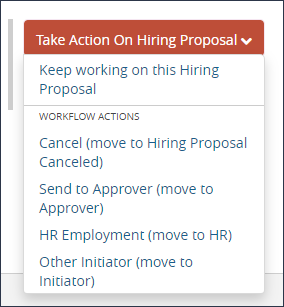 Take Action On Hiring Proposal
Keep working on this Hiring
Proposal
WORKFLOW ACTIONS
Cancel (move to Hiring Proposal
Canceled)
Send to Approver (move to
Approver)
HR Employment (move to HR)
Other Initiator (move to
Initiator)